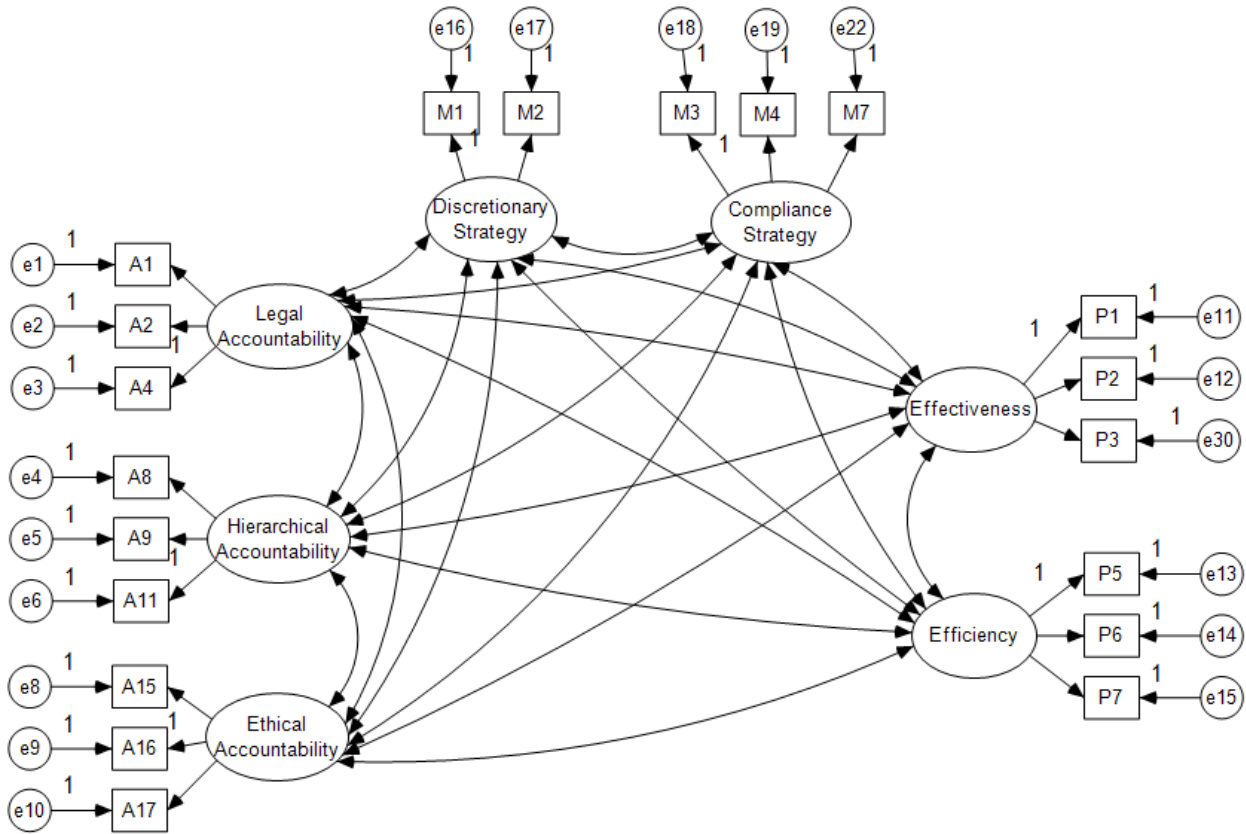 e16
e17
e18
e19
e22
1
1
1
1
1
M1
M2
M3
M4
M7
1
1
Discretionary
Strategy
Compliance
Strategy
1
e1
A1
1
e2
A2
1
1
e3
A4
Legal
Accountability
1
e4
A8
1
e5
A9
1
1
e6
A11
Hierarchical
Accountability
1
e8
A15
1
e9
A16
1
1
e10
A17
Ethical
Accountability
Effectiveness
1
P1
1
e11
P2
1
e12
P3
1
e30
Efficiency
1
P5
1
e13
P6
1
e14
P7
1
e15